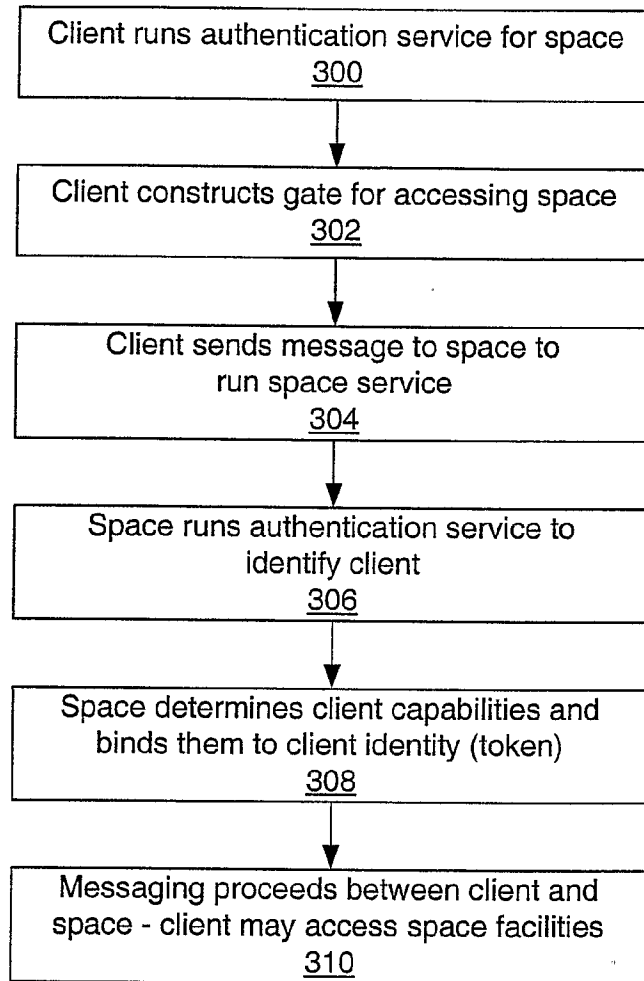 Client runs authentication service for space
300
Client constructs gate for accessing space
302
Client sends message to space to
run space service
304
Space runs authentication service to
identify client
306
Space determines client capabilities and
binds them to client identity (token)
308
Messaging proceeds between client and
space - client may access space facilities
310